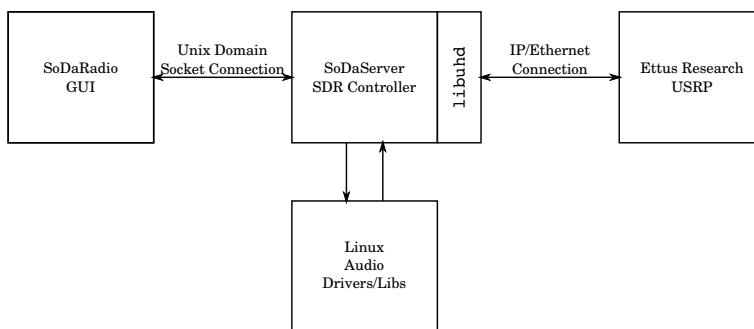 SoDaRadio
GUI
Unix Domain
Socket Connection
SoDaServer
SDR Controller
libuhd
IP/Ethernet
Connection
Ettus Research
USRP
Linux
Audio
Drivers/Libs